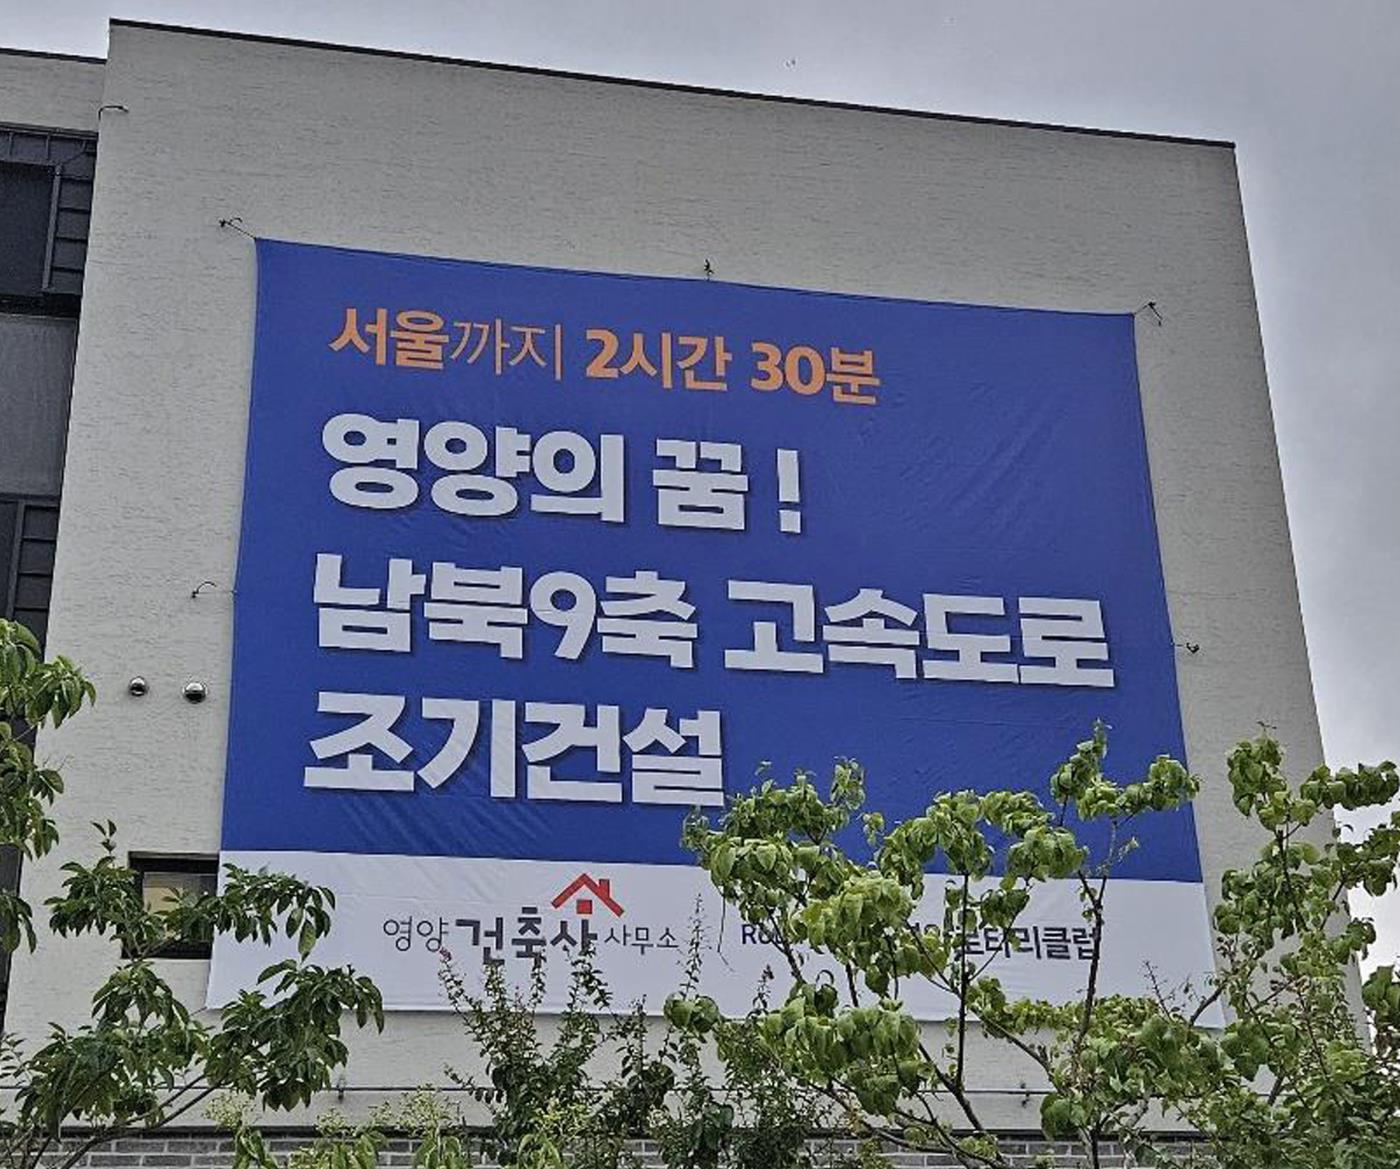 서울까지 2시간 30분
영양의 꿈 !
남북9축 고속도로
조기건설
영양 건축사 사무소
로타리클럽